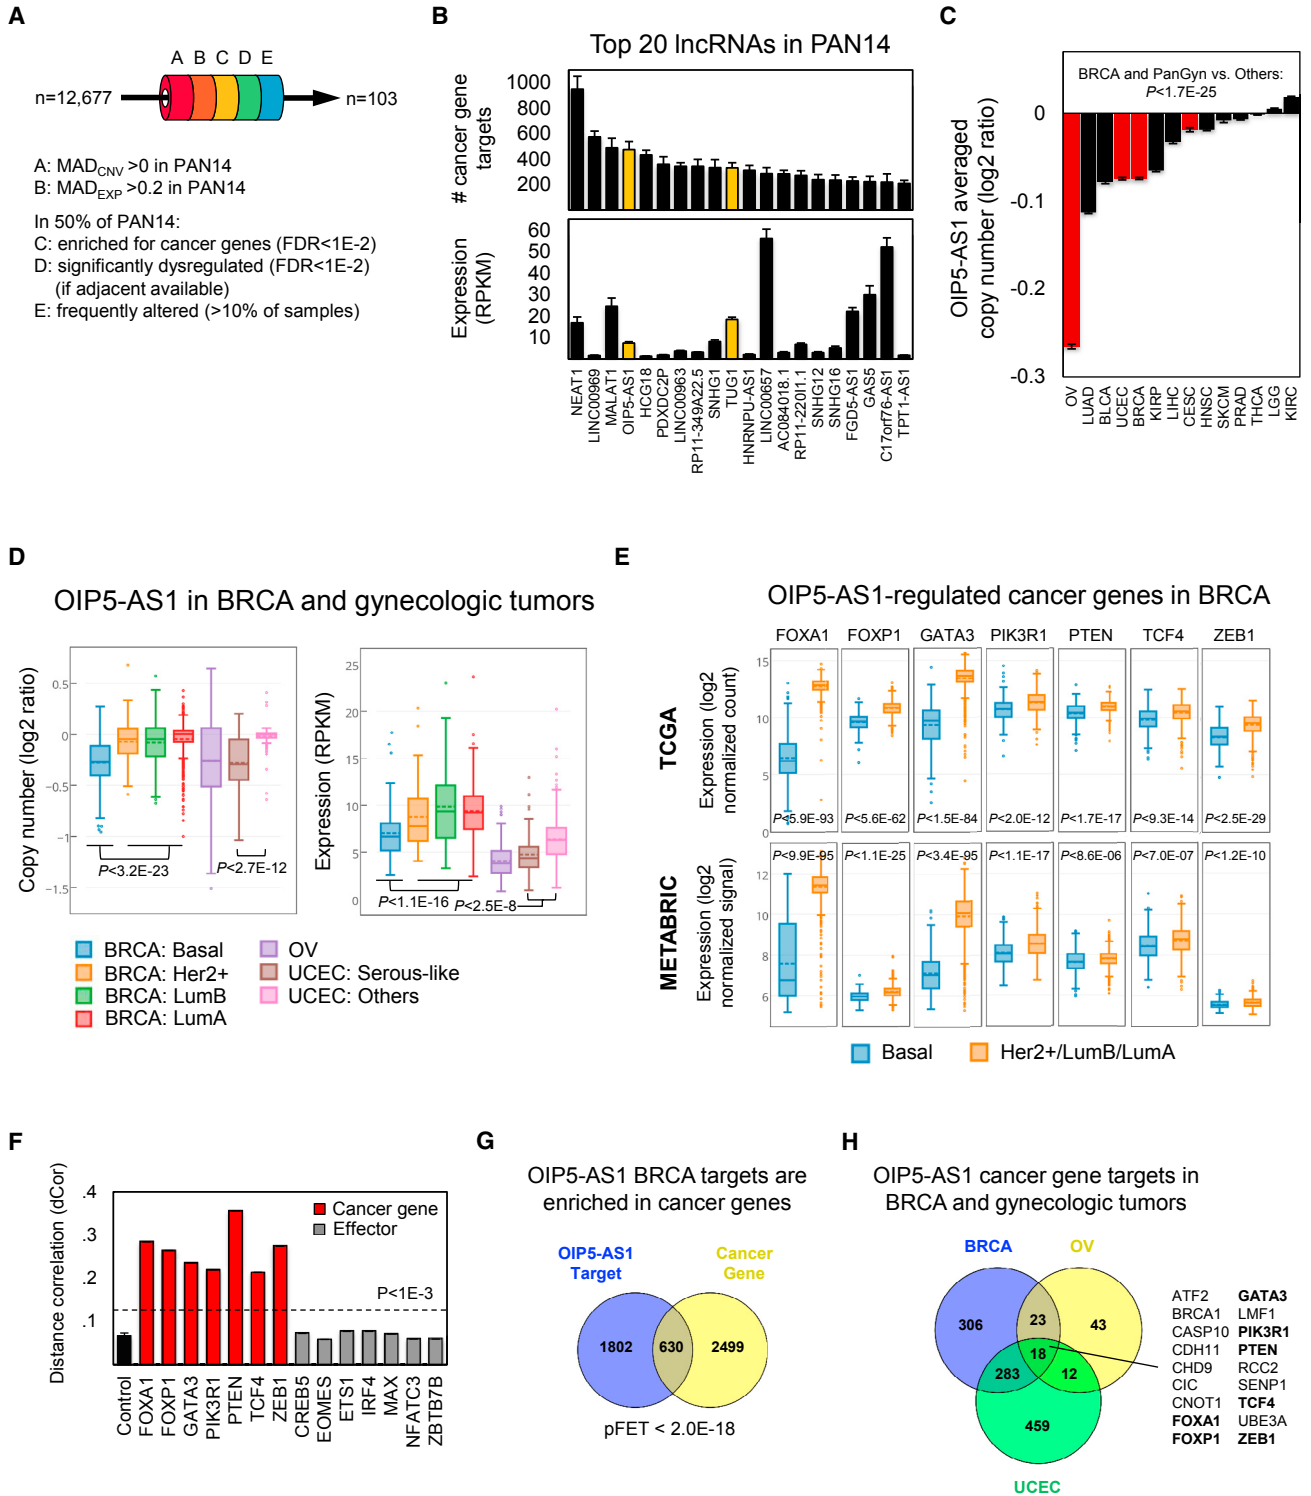 A
A B C D E
n=12,677
n=103
A: MADCNV >0 in PAN14
B: MADEXP >0.2 in PAN14
In 50% of PAN14:
C: enriched for cancer genes (FDR<1E-2)
D: significantly dysregulated (FDR<1E-2)
(if adjacent available)
E: frequently altered (>10% of samples)
B
Top 20 lncRNAs in PAN14
# cancer gene
targets
1000
800
600
400
200
Expression
(RPKM)
60
50
40
30
20
10
NEAT1
LINC00969
MALAT1
OIP5-AS1
HCG18
PDXDC2P
LINC00963
RP11-349A22.5
SNHG1
TUG1
HNRNPU-AS1
LINC00657
AC084018.1
RP11-220I1.1
SNHG12
SNHG16
FGD5-AS1
GAS5
C17orf76-AS1
TPT1-AS1
C
BRCA and PanGyn vs. Others:
P<1.7E-25
OIP5-AS1 averaged
copy number (log2 ratio)
0
-0.1
-0.2
-0.3
OV
LUAD
BLCA
UCEC
BRCA
KIRP
LIHC
CESC
HNSC
SKCM
PRAD
THCA
LGG
KIRC
D
OIP5-AS1 in BRCA and gynecologic tumors
Copy number (log2 ratio)
0.5
0
−0.5
−1
−1.5
P<3.2E-23
P<2.7E-12
Expression (RPKM)
25
20
15
10
5
0
P<1.1E-16
P<2.5E-8
BRCA: Basal
BRCA: Her2+
BRCA: LumB
BRCA: LumA
OV
UCEC: Serous-like
UCEC: Others
E
OIP5-AS1-regulated cancer genes in BRCA
FOXA1 FOXP1 GATA3 PIK3R1 PTEN TCF4 ZEB1
TCGA
Expression (log2
normalized count)
15
10
5
0
P<5.9E-93 P<5.6E-62 P<1.5E-84 P<2.0E-12 P<1.7E-17 P<9.3E-14 P<2.5E-29
METABRIC
Expression (log2
normalized signal)
12
10
8
6
P<9.9E-95 P<1.1E-25 P<3.4E-95 P<1.1E-17 P<8.6E-06 P<7.0E-07 P<1.2E-10
Basal
Her2+/LumB/LumA
F
Distance correlation (dCor)
.4
.3
.2
.1
Cancer gene
Effector
P<1E-3
Control
FOXA1
FOXP1
GATA3
PIK3R1
PTEN
TCF4
ZEB1
CREB5
EOMES
ETS1
IRF4
MAX
NFATC3
ZBTB7B
G
OIP5-AS1 BRCA targets are
enriched in cancer genes
OIP5-AS1
Target
Cancer
Gene
1802 630 2499
pFET < 2.0E-18
H
OIP5-AS1 cancer gene targets in
BRCA and gynecologic tumors
BRCA
OV
306
23
43
18
283
12
459
UCEC
ATF2 GATA3
BRCA1 LMF1
CASP10 PIK3R1
CDH11 PTEN
CHD9 RCC2
CIC SENP1
CNOT1 TCF4
FOXA1 UBE3A
FOXP1 ZEB1